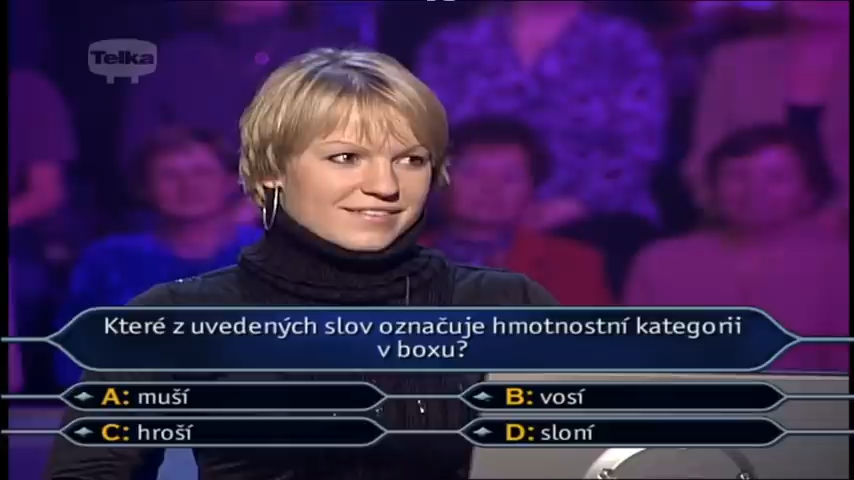 Telka
Které z uvedených slov označuje hmotnostní kategorii
v boxu?
A: muší
B: vosí
C: hroší
D: sloní